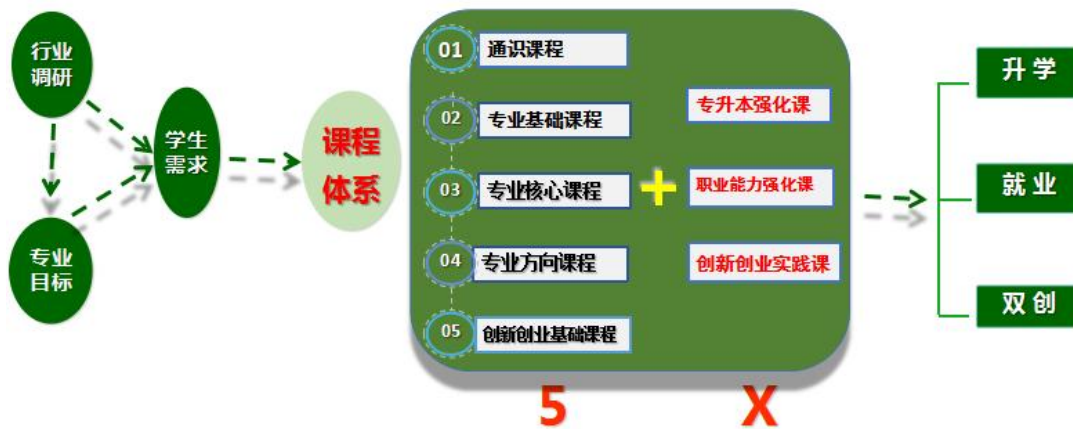 行业
调研
专业
目标
学生
需求
课程
体系
01 通识课程
02 专业基础课程
03 专业核心课程
04 专业方向课程
05 创新创业基础课程
+
专升本强化课
职业能力强化课
创新创业实践课
5 X
升学
就业
双创